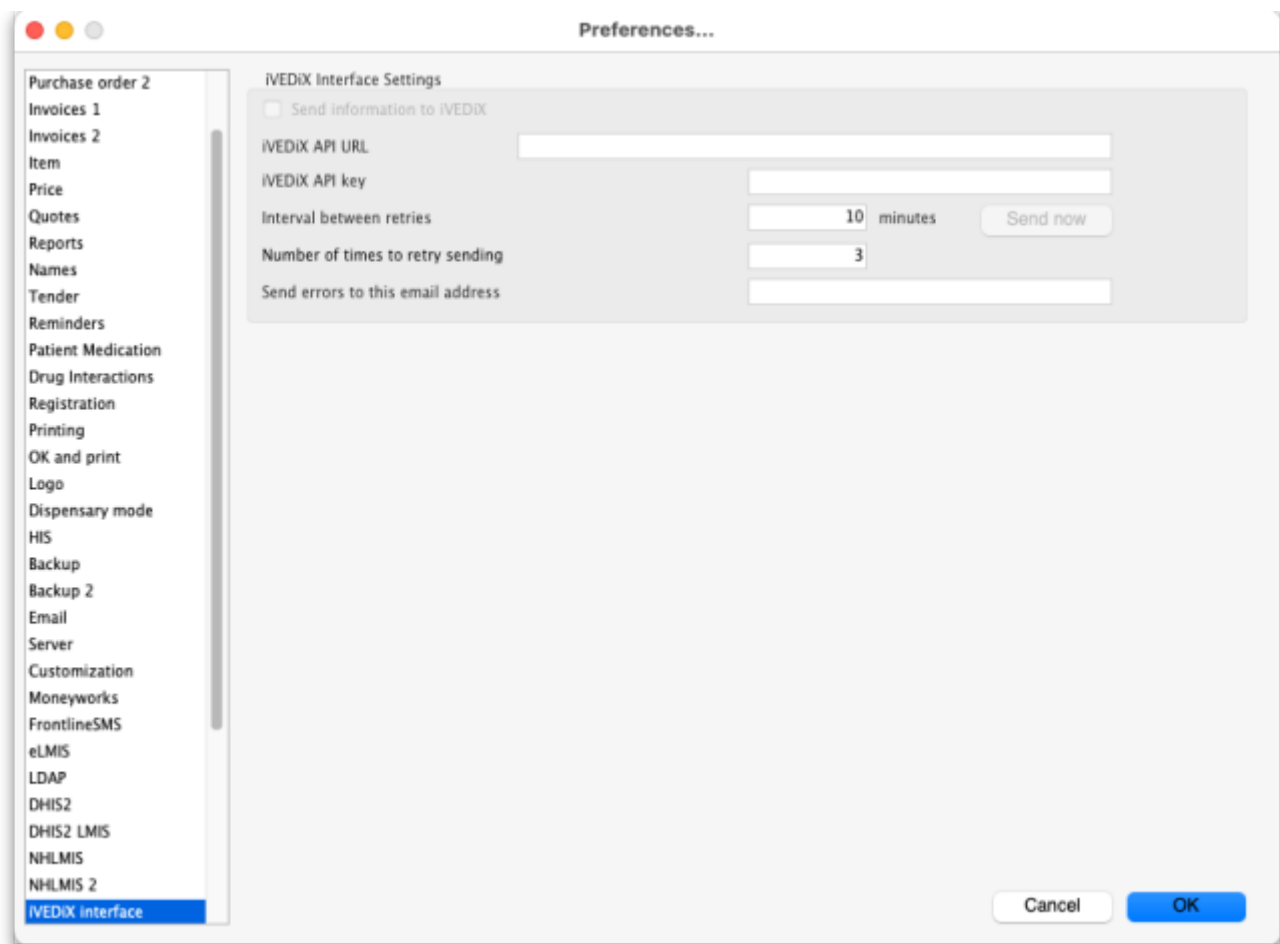 Preferences...
Purchase order 2
Invoices 1
Invoices 2
Item
Price
Quotes
Reports
Names
Tender
Reminders
Patient Medication
Drug Interactions
Registration
Printing
OK and print
Logo
Dispensary mode
HIS
Backup
Backup 2
Email
Server
Customization
Moneyworks
FrontlineSMS
eLMIS
LDAP
DHIS2
DHIS2 LMIS
NHLMIS
NHLMIS 2
iVEDiX interface
iVEDiX Interface Settings
Send information to iVEDiX
iVEDiX API URL
iVEDiX API key
Interval between retries 10 minutes Send now
Number of times to retry sending 3
Send errors to this email address
Cancel OK